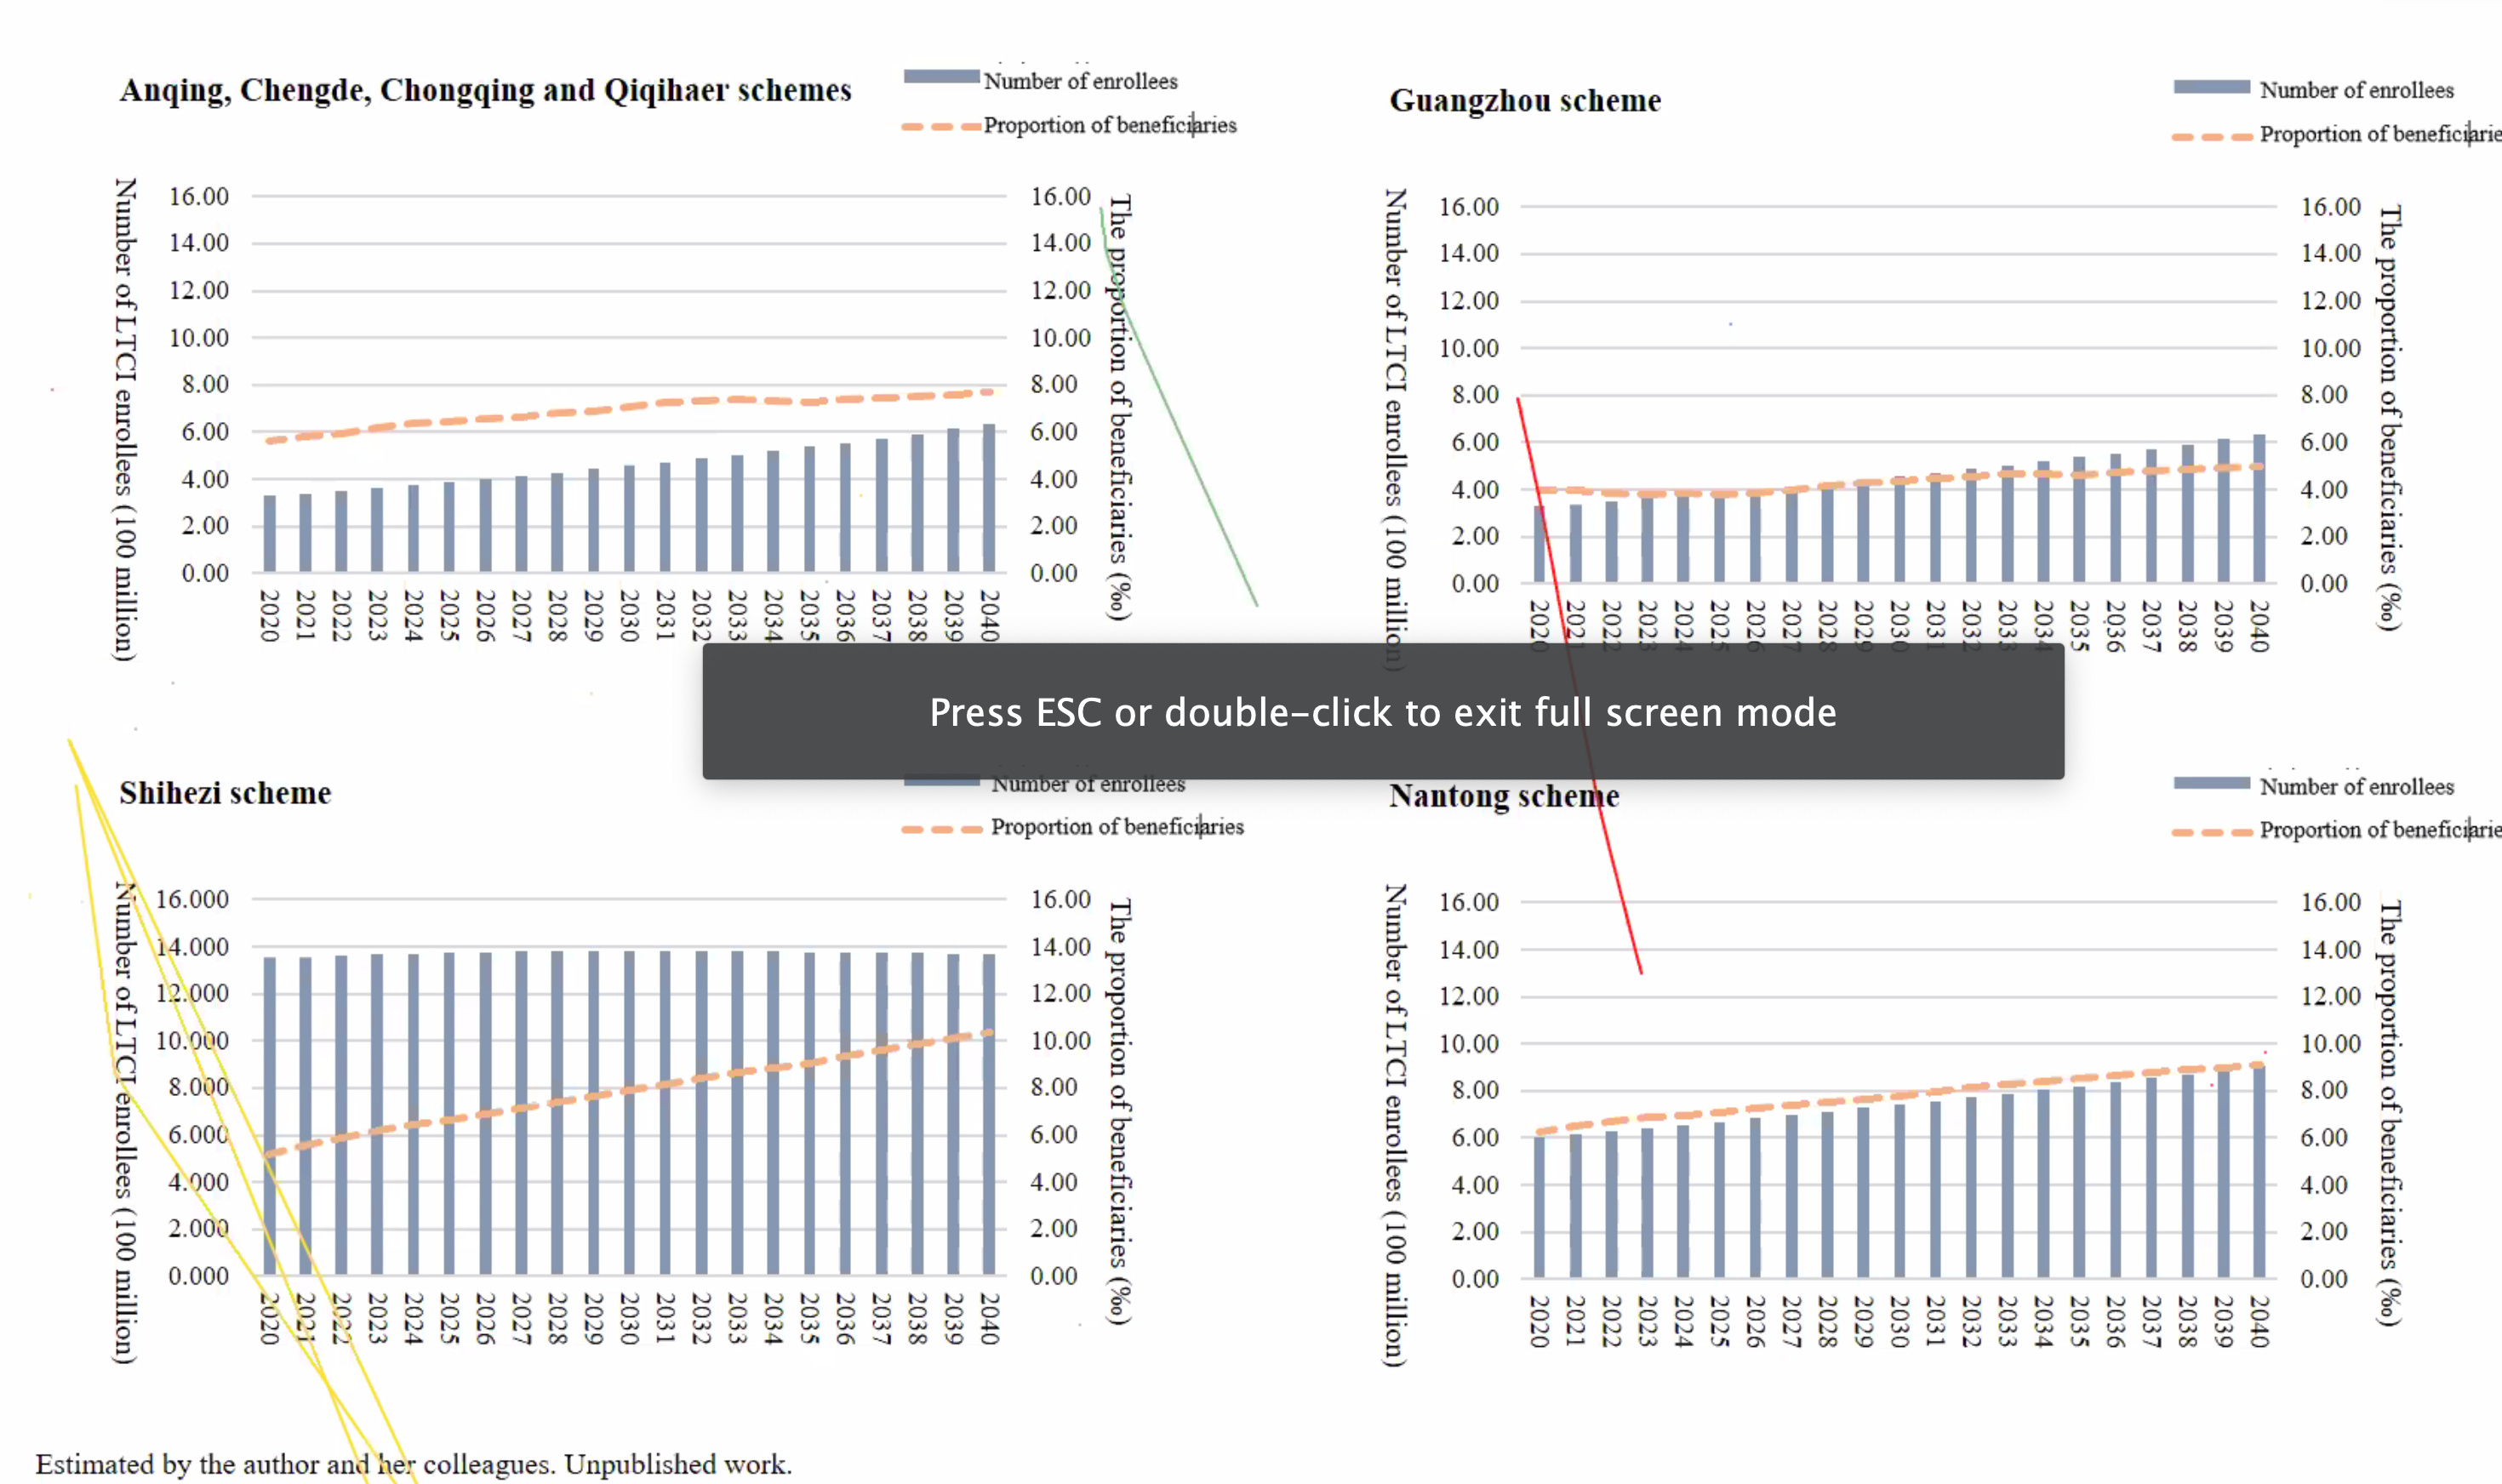 Anqing, Chengde, Chongqing and Qiqihaer schemes
Number of enrollees
Proportion of beneficiaries
Number of LTCI enrollees (100 million)
16.00
14.00
12.00
10.00
8.00
6.00
4.00
2.00
0.00
16.00
14.00
12.00
10.00
8.00
6.00
4.00
2.00
0.00
The proportion of beneficiaries (‰)
2020 2021 2022 2023 2024 2025 2026 2027 2028 2029 2030 2031 2032 2033 2034 2035 2036 2037 2038 2039 2040
Guangzhou scheme
Number of enrollees
Proportion of beneficiarie
Number of LTCI enrollees (100 million)
16.00
14.00
12.00
10.00
8.00
6.00
4.00
2.00
0.00
16.00
14.00
12.00
10.00
8.00
6.00
4.00
2.00
0.00
The proportion of beneficiaries (‰)
2020 2021 2022 2023 2024 2025 2026 2027 2028 2029 2030 2031 2032 2033 2034 2035 2036 2037 2038 2039 2040
Press ESC or double-click to exit full screen mode
Shihezi scheme
Number of enrollees
Proportion of beneficiaries
Number of LTCI enrollees (100 million)
16.000
14.000
12.000
10.000
8.000
6.000
4.000
2.000
0.000
16.00
14.00
12.00
10.00
8.00
6.00
4.00
2.00
0.00
The proportion of beneficiaries (‰)
2020 2021 2022 2023 2024 2025 2026 2027 2028 2029 2030 2031 2032 2033 2034 2035 2036 2037 2038 2039 2040
Nantong scheme
Number of enrollees
Proportion of beneficiarie
Number of LTCI enrollees (100 million)
16.00
14.00
12.00
10.00
8.00
6.00
4.00
2.00
0.00
16.00
14.00
12.00
10.00
8.00
6.00
4.00
2.00
0.00
The proportion of beneficiaries (‰)
2020 2021 2022 2023 2024 2025 2026 2027 2028 2029 2030 2031 2032 2033 2034 2035 2036 2037 2038 2039 2040
Estimated by the author and her colleagues. Unpublished work.